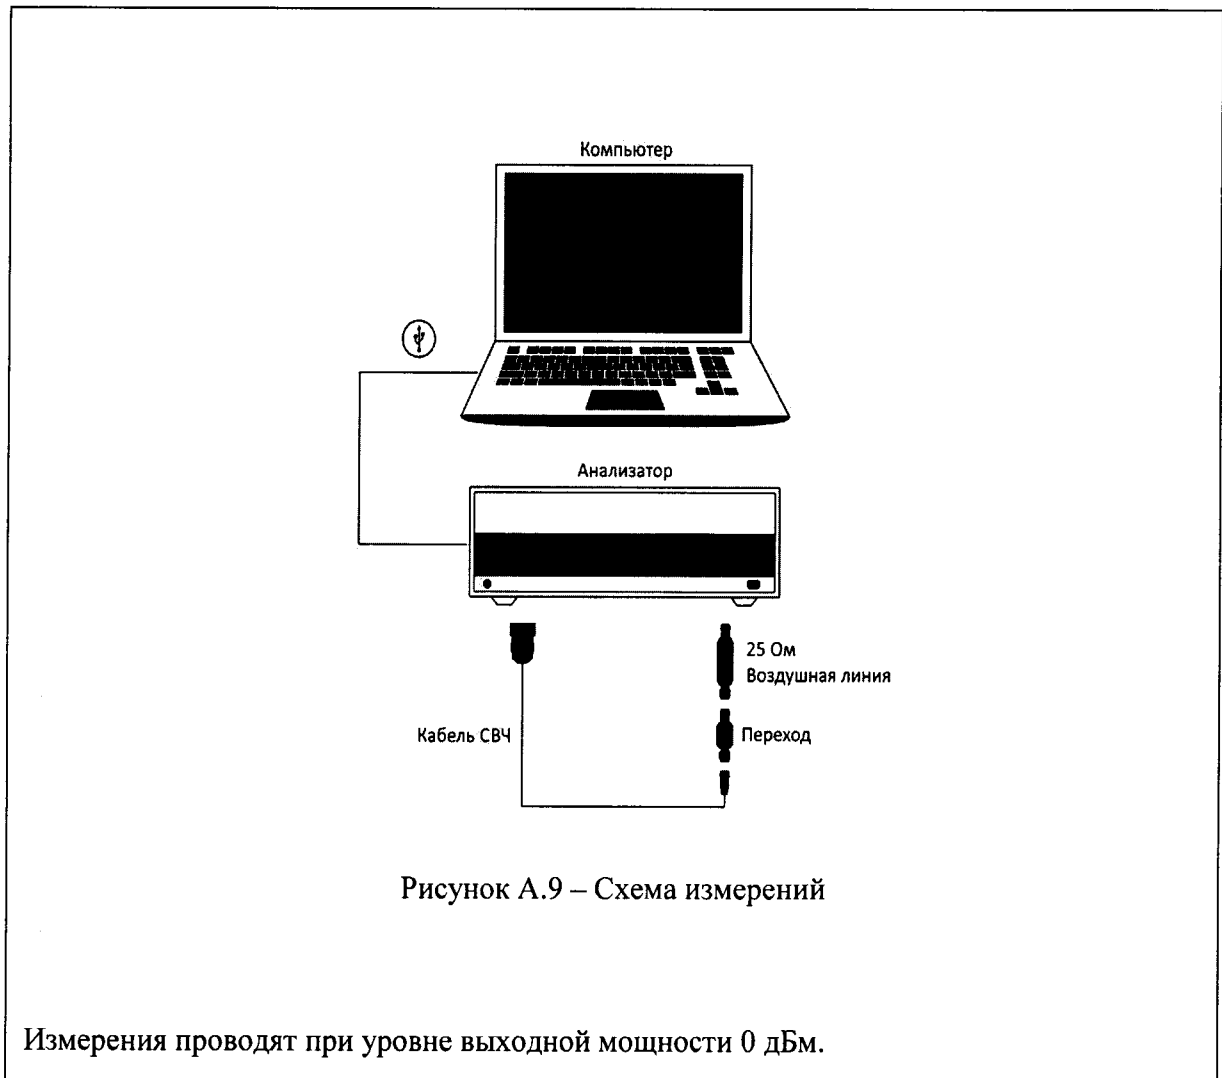 Компьютер
Анализатор
25 Ом
Воздушная линия
Кабель СВЧ
Переход
Рисунок А.9 – Схема измерений
Измерения проводят при уровне выходной мощности 0 дБм.